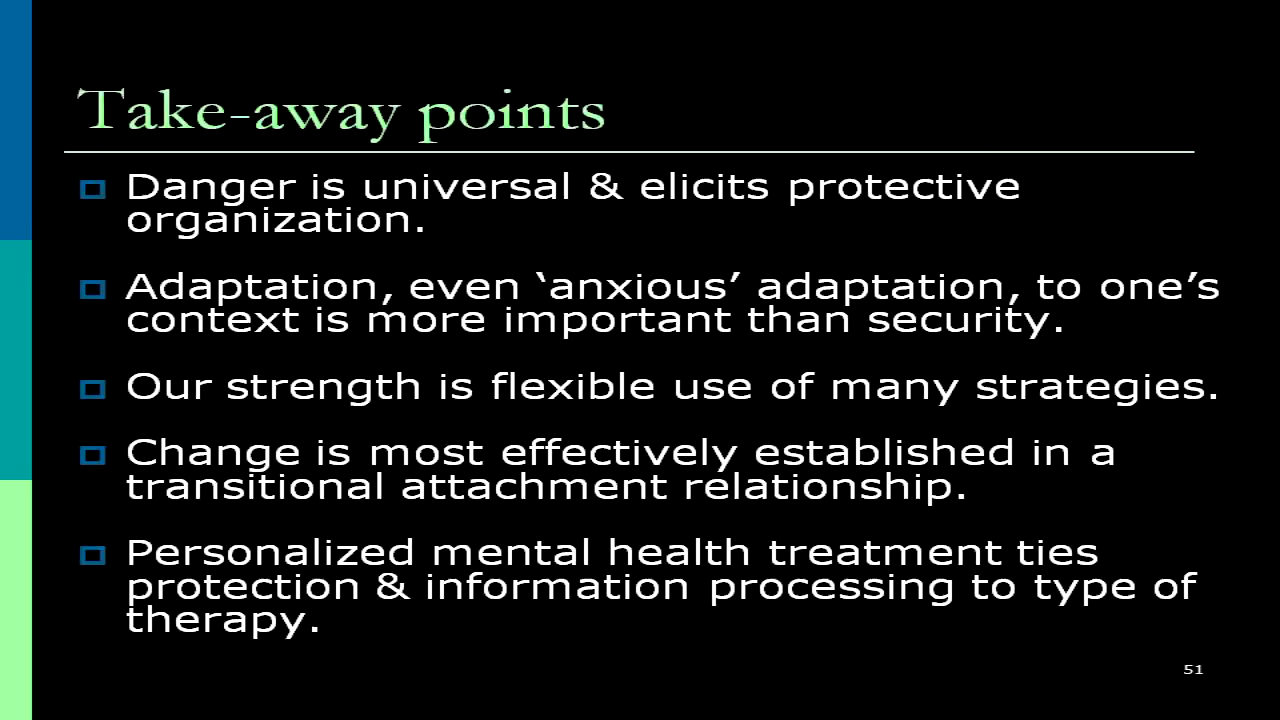 Take-away points
Danger is universal & elicits protective
organization.
Adaptation, even ‘anxious’ adaptation, to one’s
context is more important than security.
Our strength is flexible use of many strategies.
Change is most effectively established in a
transitional attachment relationship.
Personalized mental health treatment ties
protection & information processing to type of
therapy.
51